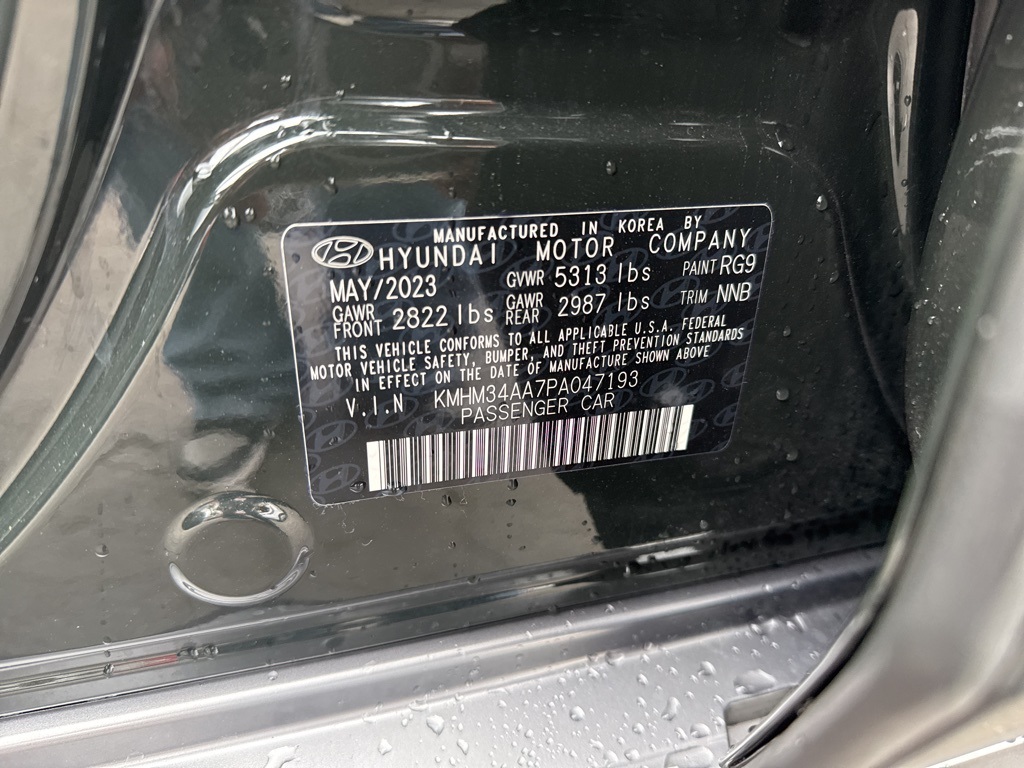 MANUFACTURED IN KOREA BY
HYUNDAI MOTOR COMPANY
MAY/2023 GVWR 5313 lbs PAINT RG9
GAWR FRONT 2822 lbs GAWR REAR 2987 lbs TRIM NNB
THIS VEHICLE CONFORMS TO ALL APPLICABLE U.S.A. FEDERAL
MOTOR VEHICLE SAFETY, BUMPER, AND THEFT PREVENTION STANDARDS
IN EFFECT ON THE DATE OF MANUFACTURE SHOWN ABOVE
V.I.N KMHM34AA7PA047193
PASSENGER CAR